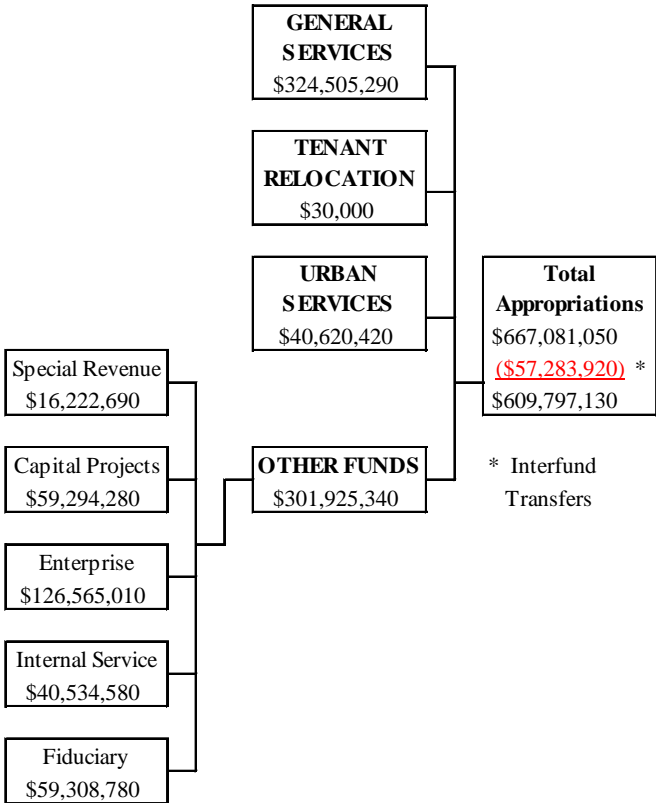 GENERAL
SERVICES
$324,505,290
TENANT
RELOCATION
$30,000
URBAN
SERVICES
$40,620,420
Total
Appropriations
$667,081,050
($57,283,920) *
$609,797,130
Special Revenue
$16,222,690
Capital Projects
$59,294,280
OTHER FUNDS
$301,925,340
* Interfund
Transfers
Enterprise
$126,565,010
Internal Service
$40,534,580
Fiduciary
$59,308,780